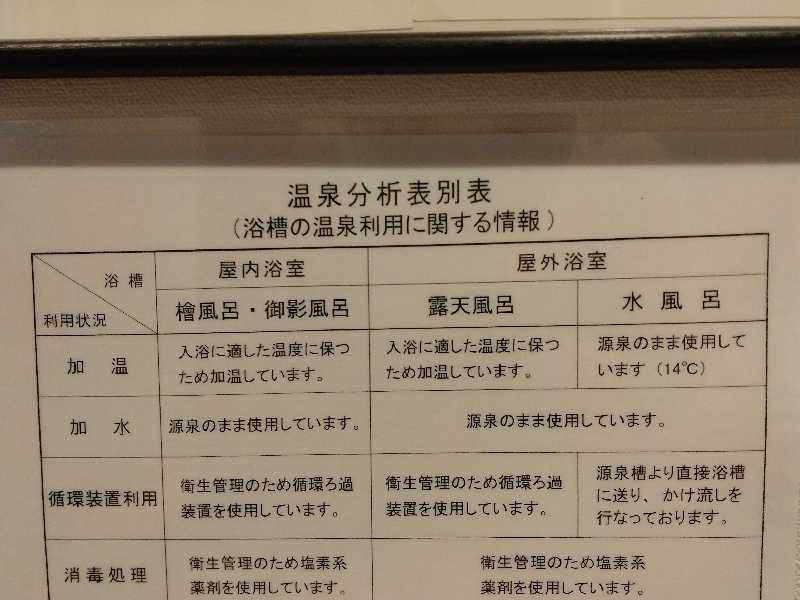 温泉分析表別表
（浴槽の温泉利用に関する情報）
浴槽
利用状況
屋内浴室
屋外浴室
檜風呂・御影風呂
露天風呂
水風呂
加温
入浴に適した温度に保つ
ため加温しています。
入浴に適した温度に保つ
ため加温しています。
源泉のまま使用して
います（14℃）
加水
源泉のまま使用しています。
源泉のまま使用しています。
循環装置利用
衛生管理のため循環ろ過
装置を使用しています。
衛生管理のため循環ろ過
装置を使用しています。
源泉槽より直接浴槽
に送り、かけ流しを
行なっております。
消毒処理
衛生管理のため塩素系
薬剤を使用しています。
衛生管理のため塩素系
薬剤を使用しています。